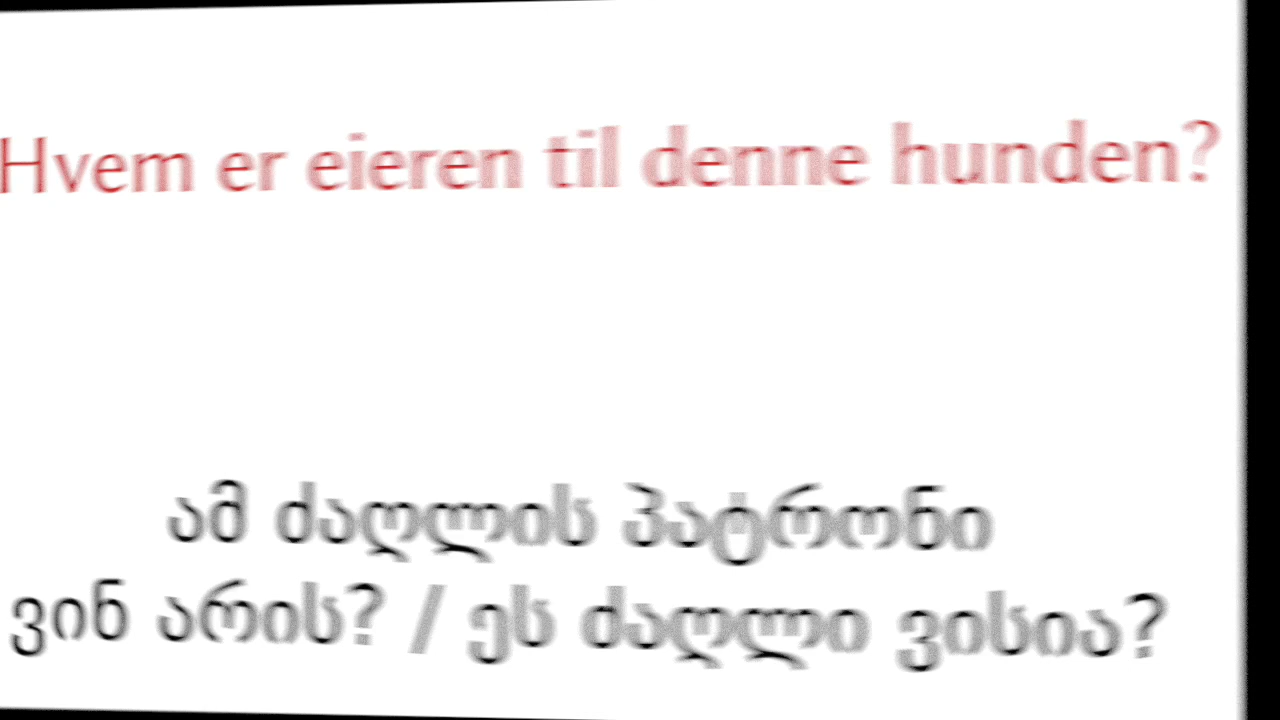 Hvem er eieren til denne hunden?
ამ ძაღლის პატრონი
ვინ არის? / ეს ძაღლი ვისია?